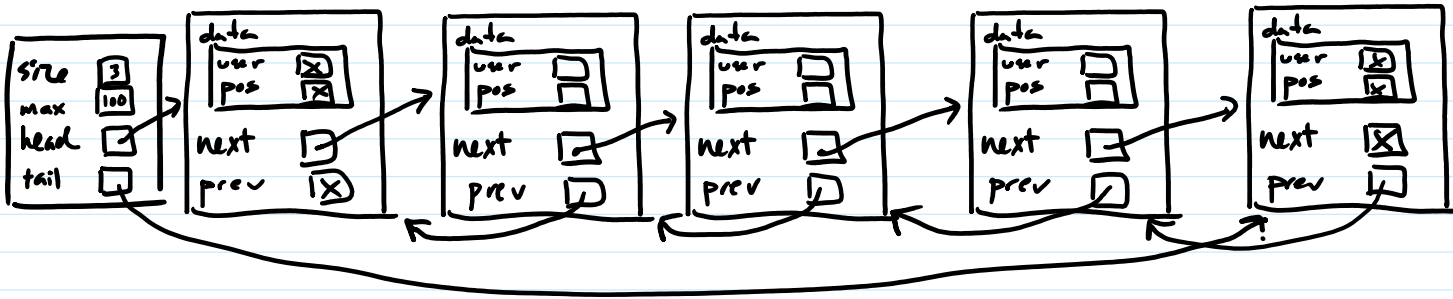 size 3
max 100
head
tail
data
user X
pos X
next
prev X
data
user
pos
next
prev
data
user
pos
next
prev
data
user
pos
next
prev
data
user X
pos X
next X
prev